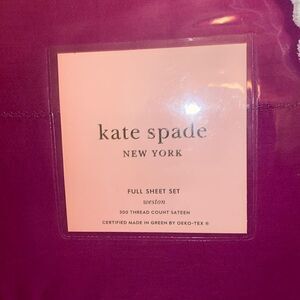 kate spade
NEW YORK
FULL SHEET SET
weston
300 THREAD COUNT SATEEN
CERTIFIED MADE IN GREEN BY OEKO-TEX ®